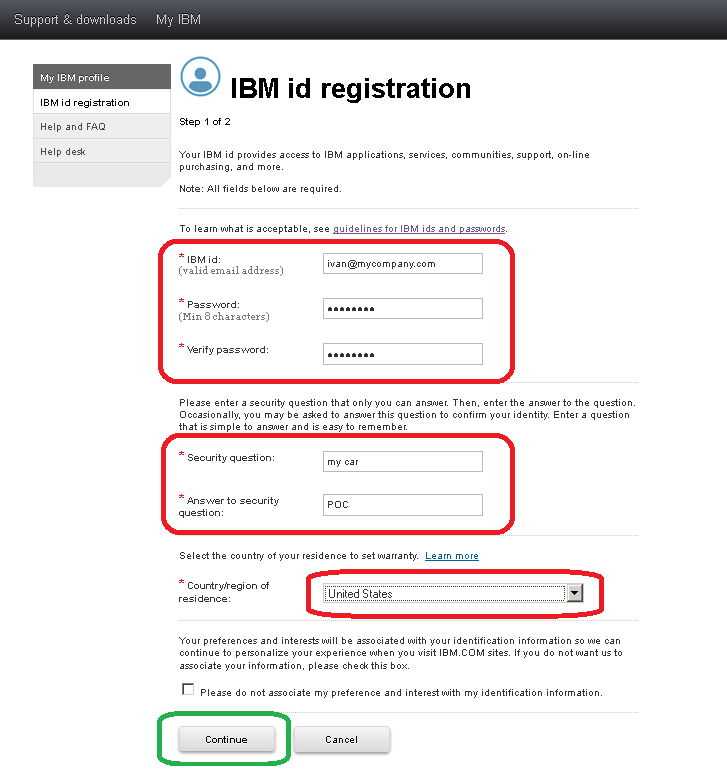 Support & downloads My IBM
My IBM profile
IBM id registration
Help and FAQ
Help desk
IBM id registration
Step 1 of 2
Your IBM id provides access to IBM applications, services, communities, support, on-line
purchasing, and more.
Note: All fields below are required.
To learn what is acceptable, see guidelines for IBM ids and passwords.
* IBM id: ivan@mycompany.com
(valid email address)
* Password: ●●●●●●●●
(Min 8 characters)
* Verify password: ●●●●●●●●
Please enter a security question that only you can answer. Then, enter the answer to the question.
Occasionally, you may be asked to answer this question to confirm your identity. Enter a question
that is simple to answer and is easy to remember.
* Security question: my car
* Answer to security POC
question:
Select the country of your residence to set warranty. Learn more
* Country/region of United States
residence:
Your preferences and interests will be associated with your identification information so we can
continue to personalize your experience when you visit IBM.COM sites. If you do not want us to
associate your information, please check this box.
Please do not associate my preference and interest with my identification information.
Continue Cancel